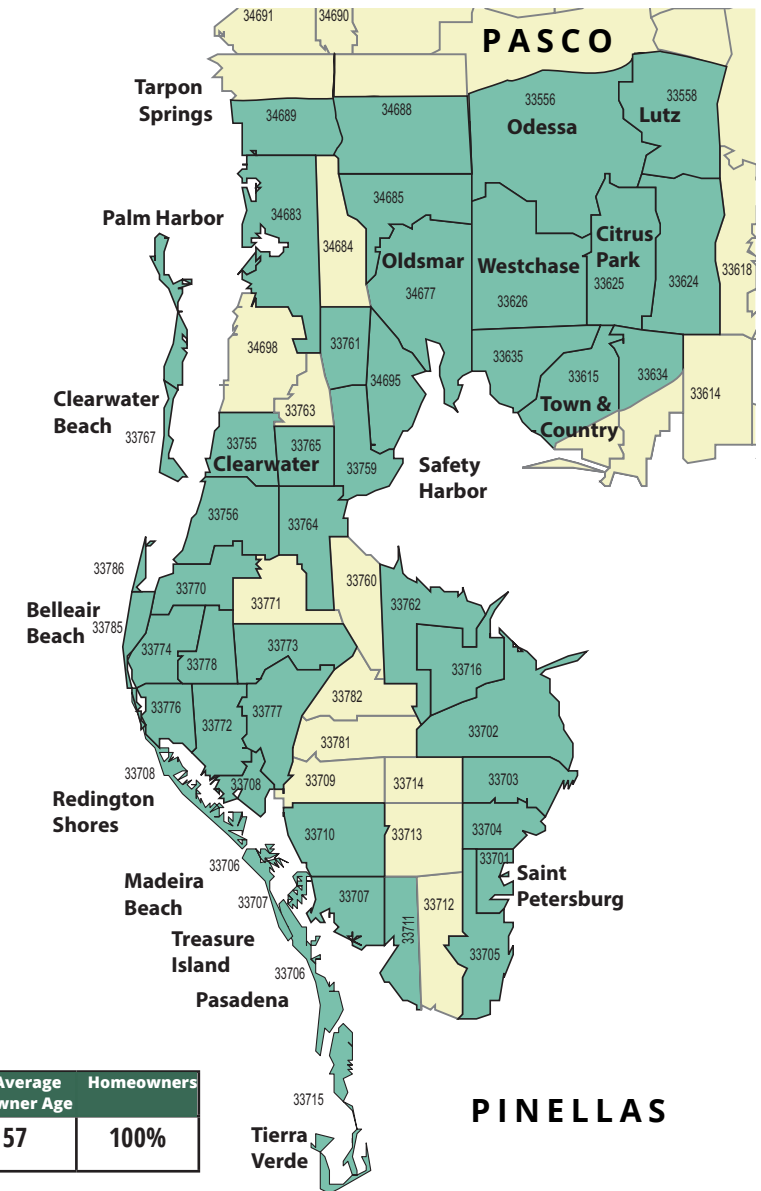 34691
34690
PASCO
Tarpon
Springs
34689
34688
33556
Odessa
33558
Lutz
34683
34685
34684
Palm Harbor
Oldsmar
34677
Westchase
33626
Citrus
Park
33625
33624
33618
34698
33761
34695
33635
33615
33634
33614
Town &
Country
33763
Clearwater
Beach
33767
33755
33765
Clearwater
33759
Safety
Harbor
33756
33764
33786
33770
33771
33760
33762
Belleair
Beach
33785
33774
33778
33773
33716
33776
33772
33777
33782
33702
33781
33708
33708
33709
33714
33703
Redington
Shores
33710
33713
33704
33701
33706
Madeira
Beach
33707
33707
33711
33712
Saint
Petersburg
Treasure
Island
33706
33705
Pasadena
33715
Tierra
Verde
PINELLAS
Average
wner Age
Homeowners
57
100%